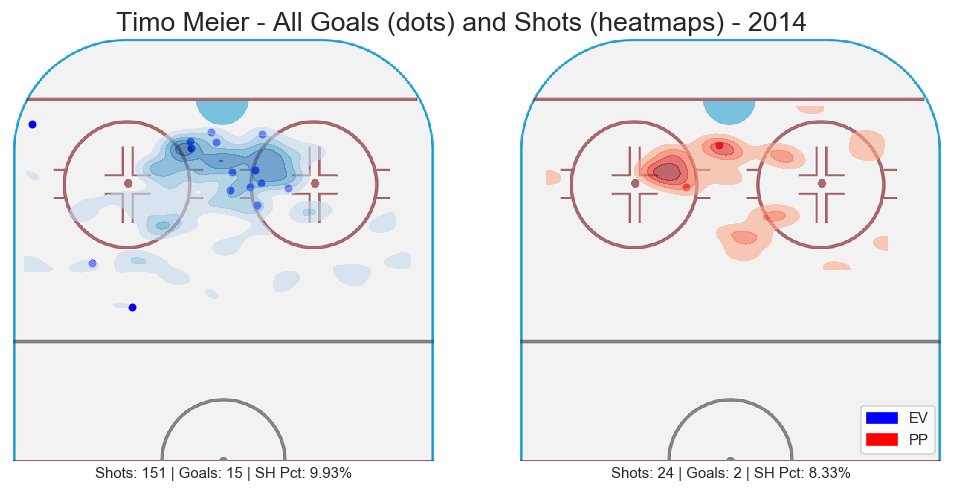 Timo Meier - All Goals (dots) and Shots (heatmaps) - 2014
EV
PP
Shots: 151 | Goals: 15 | SH Pct: 9.93%
Shots: 24 | Goals: 2 | SH Pct: 8.33%